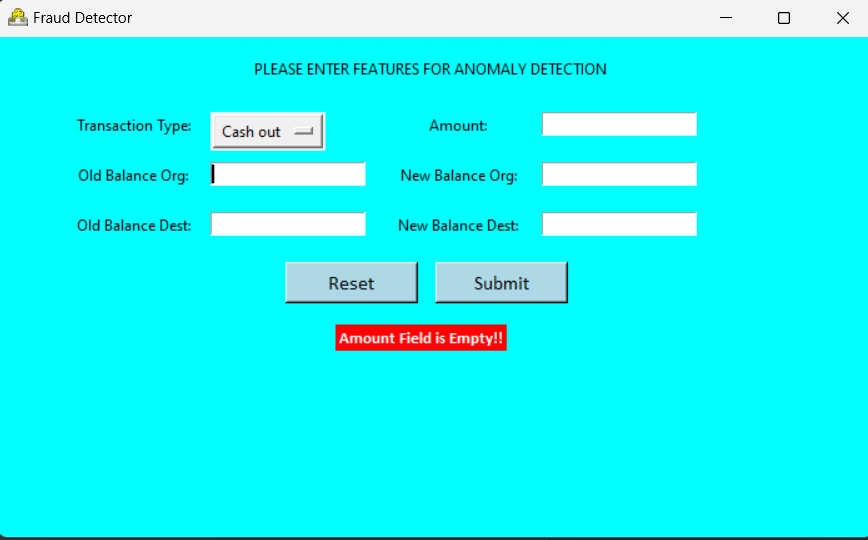 Fraud Detector
PLEASE ENTER FEATURES FOR ANOMALY DETECTION
Transaction Type: Cash out Amount:
Old Balance Org: New Balance Org:
Old Balance Dest: New Balance Dest:
Reset Submit
Amount Field is Empty!!